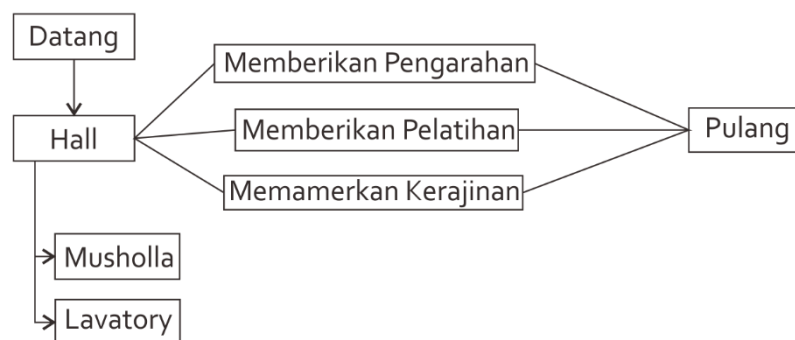 Datang
Hall
Memberikan Pengarahan
Memberikan Pelatihan
Memamerkan Kerajinan
Pulang
Musholla
Lavatory